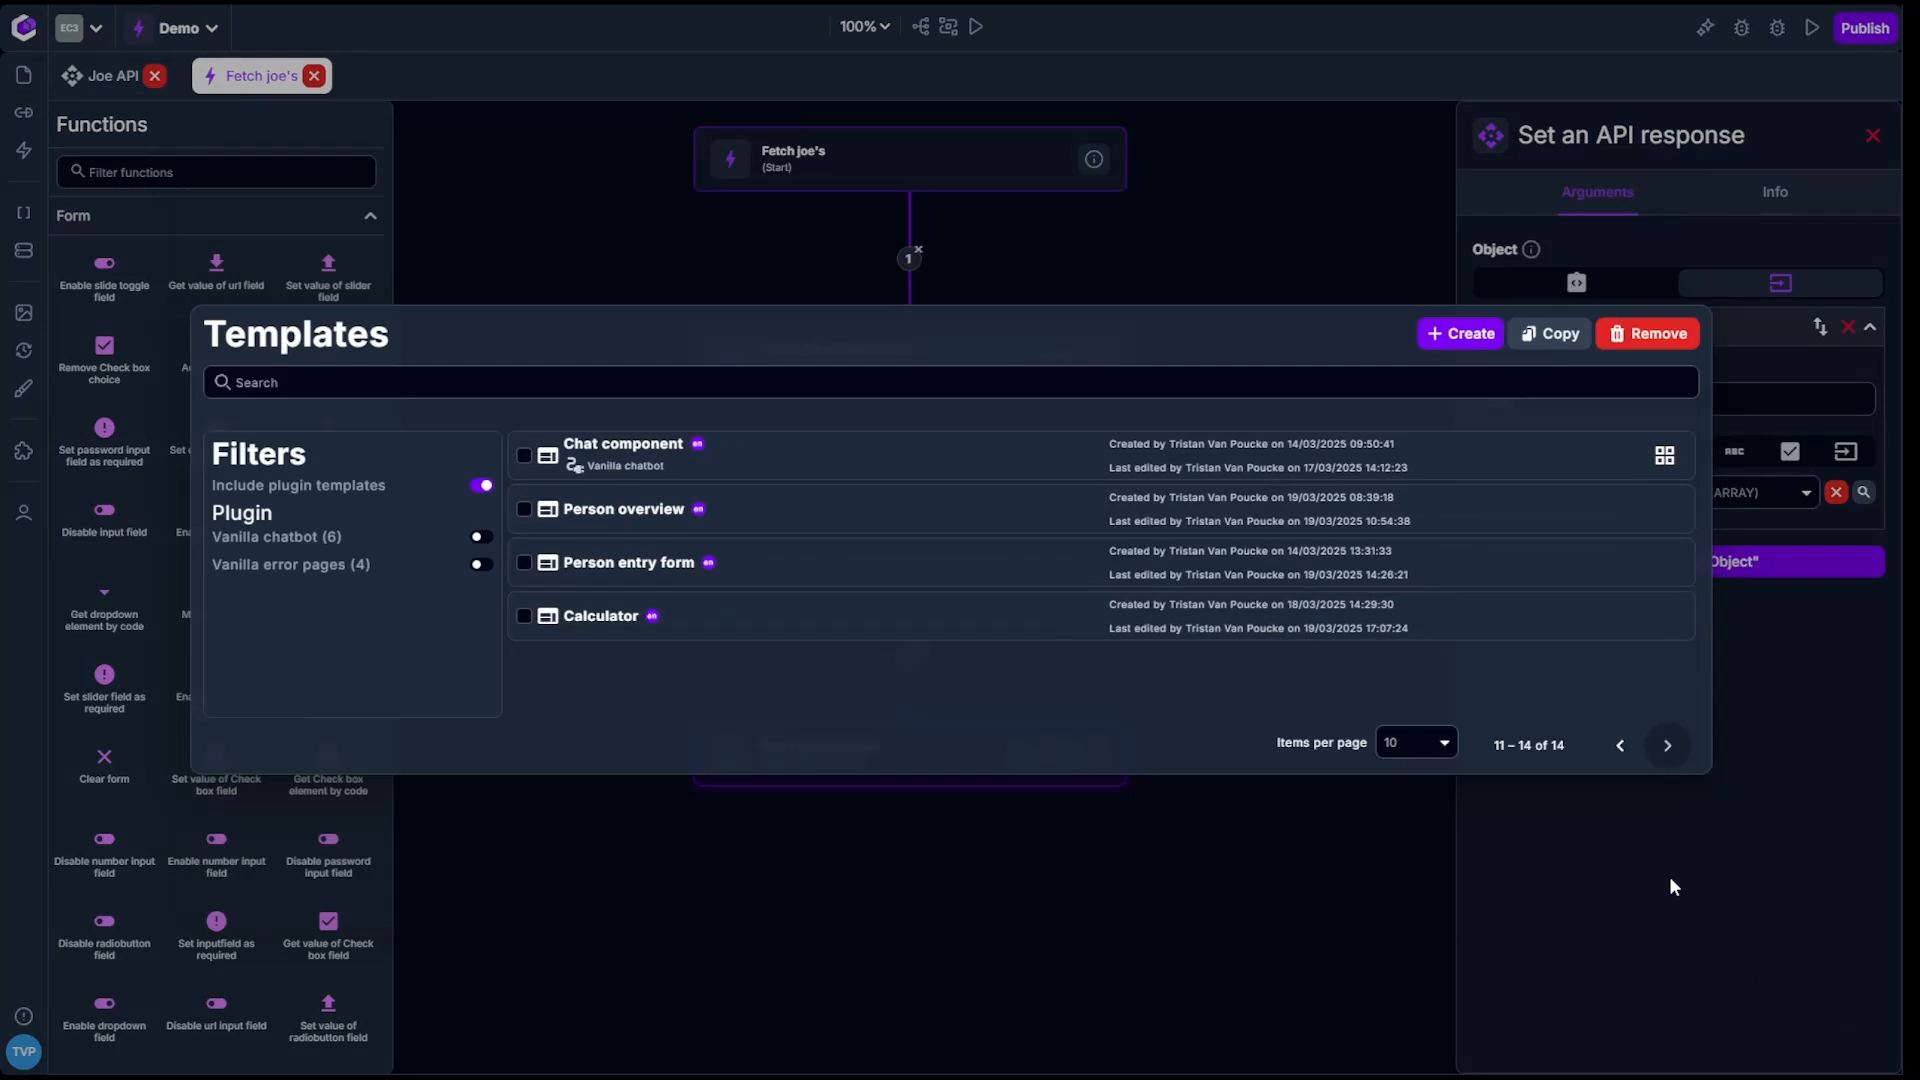 EC3
Demo
100%
Publish
Joe API
Fetch joe's
Functions
Filter functions
Form
Enable slide toggle
field
Get value of url field
Set value of slider
field
Remove Check box
choice
Set password input
field as required
Disable input field
Get dropdown
element by code
Set slider field as
required
Clear form
Set value of Check
box field
Get Check box
element by code
Disable number input
field
Enable number input
field
Disable password
input field
Disable radiobutton
field
Set inputfield as
required
Get value of Check
box field
Enable dropdown
field
Disable url input field
Set value of
radiobutton field
TVP
Fetch joe's
(Start)
1
Set an API response
Arguments
Info
Object
ABC
ARRAY)
Object"
Templates
Create
Copy
Remove
Search
Filters
Include plugin templates
Plugin
Vanilla chatbot (6)
Vanilla error pages (4)
Chat component en
Vanilla chatbot
Created by Tristan Van Poucke on 14/03/2025 09:50:41
Last edited by Tristan Van Poucke on 17/03/2025 14:12:23
Person overview en
Created by Tristan Van Poucke on 19/03/2025 08:39:18
Last edited by Tristan Van Poucke on 19/03/2025 10:54:38
Person entry form en
Created by Tristan Van Poucke on 14/03/2025 13:31:33
Last edited by Tristan Van Poucke on 19/03/2025 14:26:21
Calculator en
Created by Tristan Van Poucke on 18/03/2025 14:29:30
Last edited by Tristan Van Poucke on 19/03/2025 17:07:24
Items per page
10
11 – 14 of 14